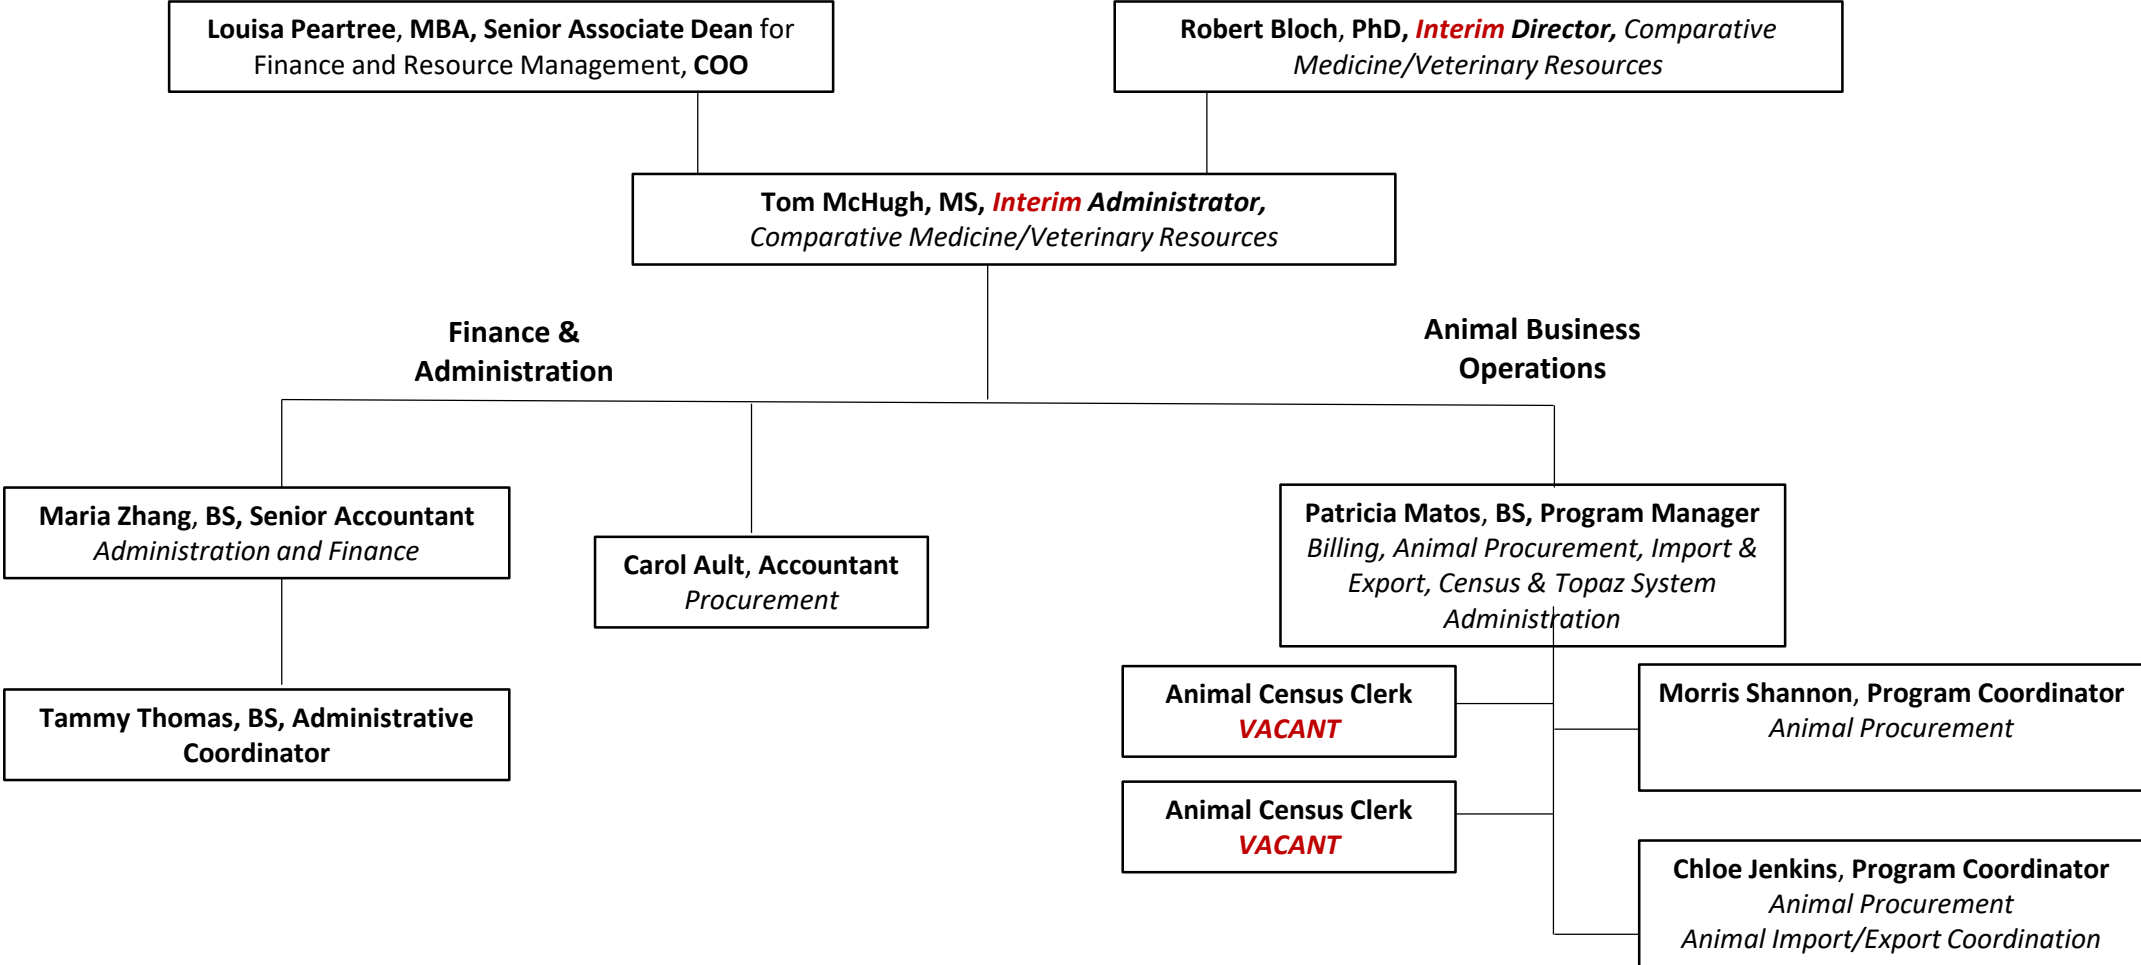 Louisa Peartree, MBA, Senior Associate Dean for
Finance and Resource Management, COO
Robert Bloch, PhD, Interim Director, Comparative
Medicine/Veterinary Resources
Tom McHugh, MS, Interim Administrator,
Comparative Medicine/Veterinary Resources
Finance &
Administration
Animal Business
Operations
Maria Zhang, BS, Senior Accountant
Administration and Finance
Carol Ault, Accountant
Procurement
Patricia Matos, BS, Program Manager
Billing, Animal Procurement, Import &
Export, Census & Topaz System
Administration
Tammy Thomas, BS, Administrative
Coordinator
Animal Census Clerk
VACANT
Morris Shannon, Program Coordinator
Animal Procurement
Animal Census Clerk
VACANT
Chloe Jenkins, Program Coordinator
Animal Procurement
Animal Import/Export Coordination